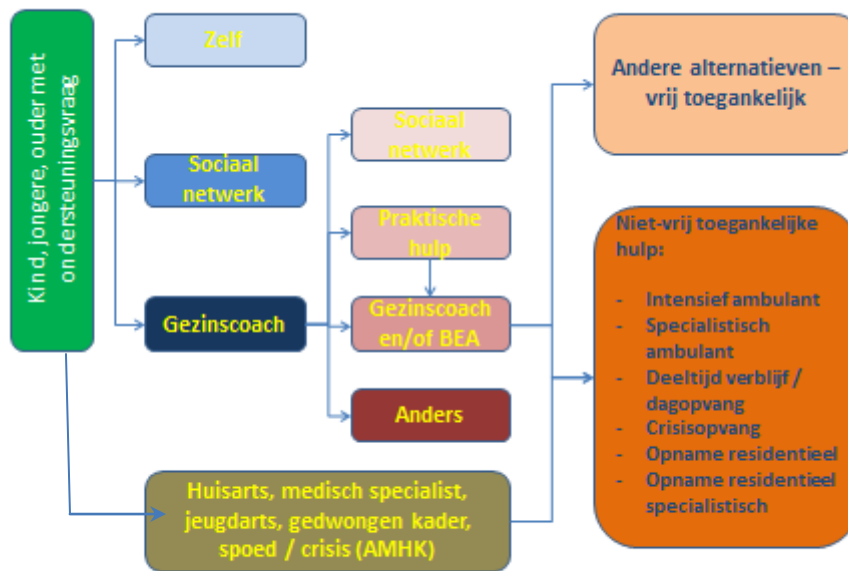 Kind, jongere, ouder met
ondersteuningsvraag
Zelf
Sociaal
netwerk
Gezinscoach
Sociaal
netwerk
Praktische
hulp
Gezinscoach
en/of BEA
Anders
Huisarts, medisch specialist,
jeugdarts, gedwongen kader,
spoed / crisis (AMHK)
Andere alternatieven –
vrij toegankelijk
Niet-vrij toegankelijke
hulp:
- Intensief ambulant
- Specialistisch
ambulant
- Deeltijd verblijf /
dagopvang
- Crisisopvang
- Opname residentieel
- Opname residentieel
specialistisch